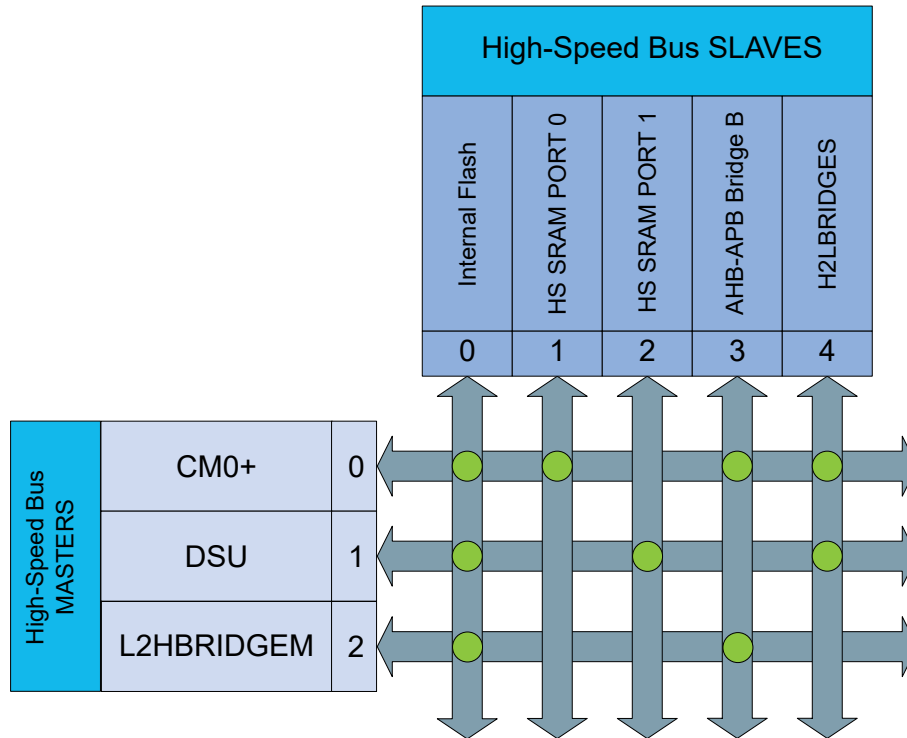 High-Speed Bus SLAVES
Internal Flash
HS SRAM PORT 0
HS SRAM PORT 1
AHB-APB Bridge B
H2LBRIDGES
0
1
2
3
4
High-Speed Bus
MASTERS
CM0+
0
DSU
1
L2HBRIDGEM
2